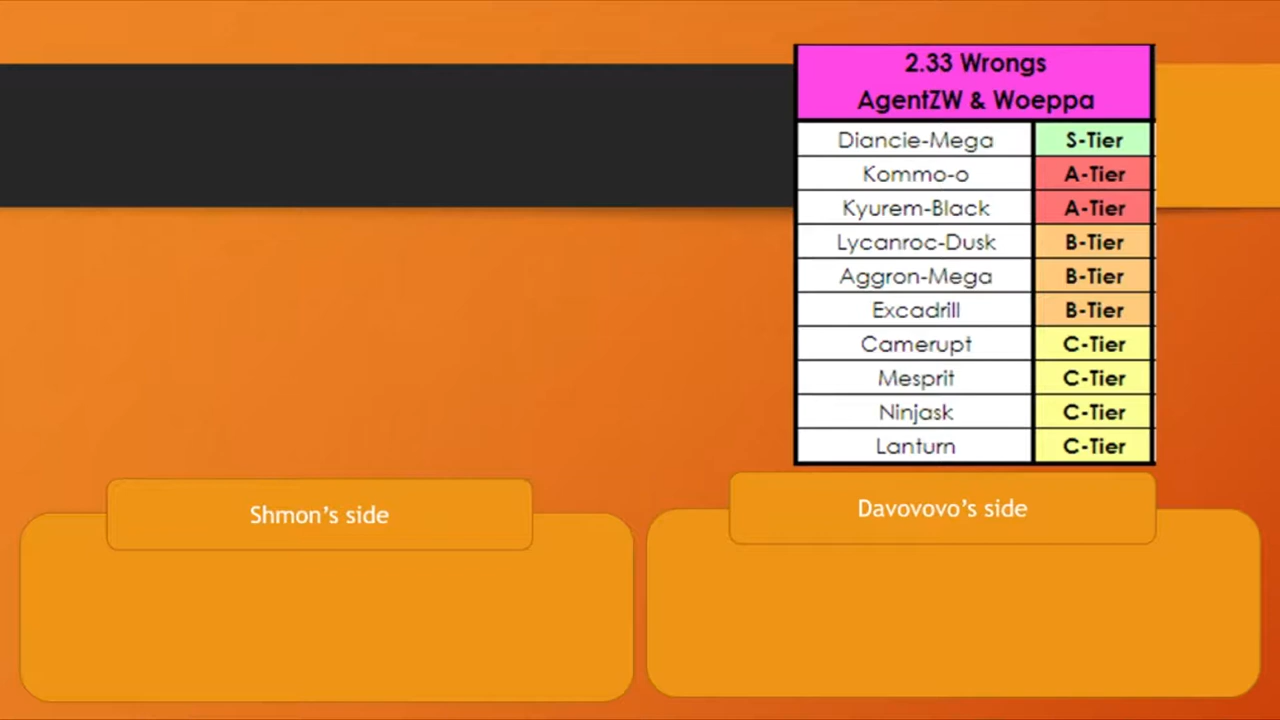 2.33 Wrongs
AgentZW & Woeppa
Diancie-Mega S-Tier
Kommo-o A-Tier
Kyurem-Black A-Tier
Lycanroc-Dusk B-Tier
Aggron-Mega B-Tier
Excadrill B-Tier
Camerupt C-Tier
Mesprit C-Tier
Ninjask C-Tier
Lanturn C-Tier
Shmon's side
Davovovo's side